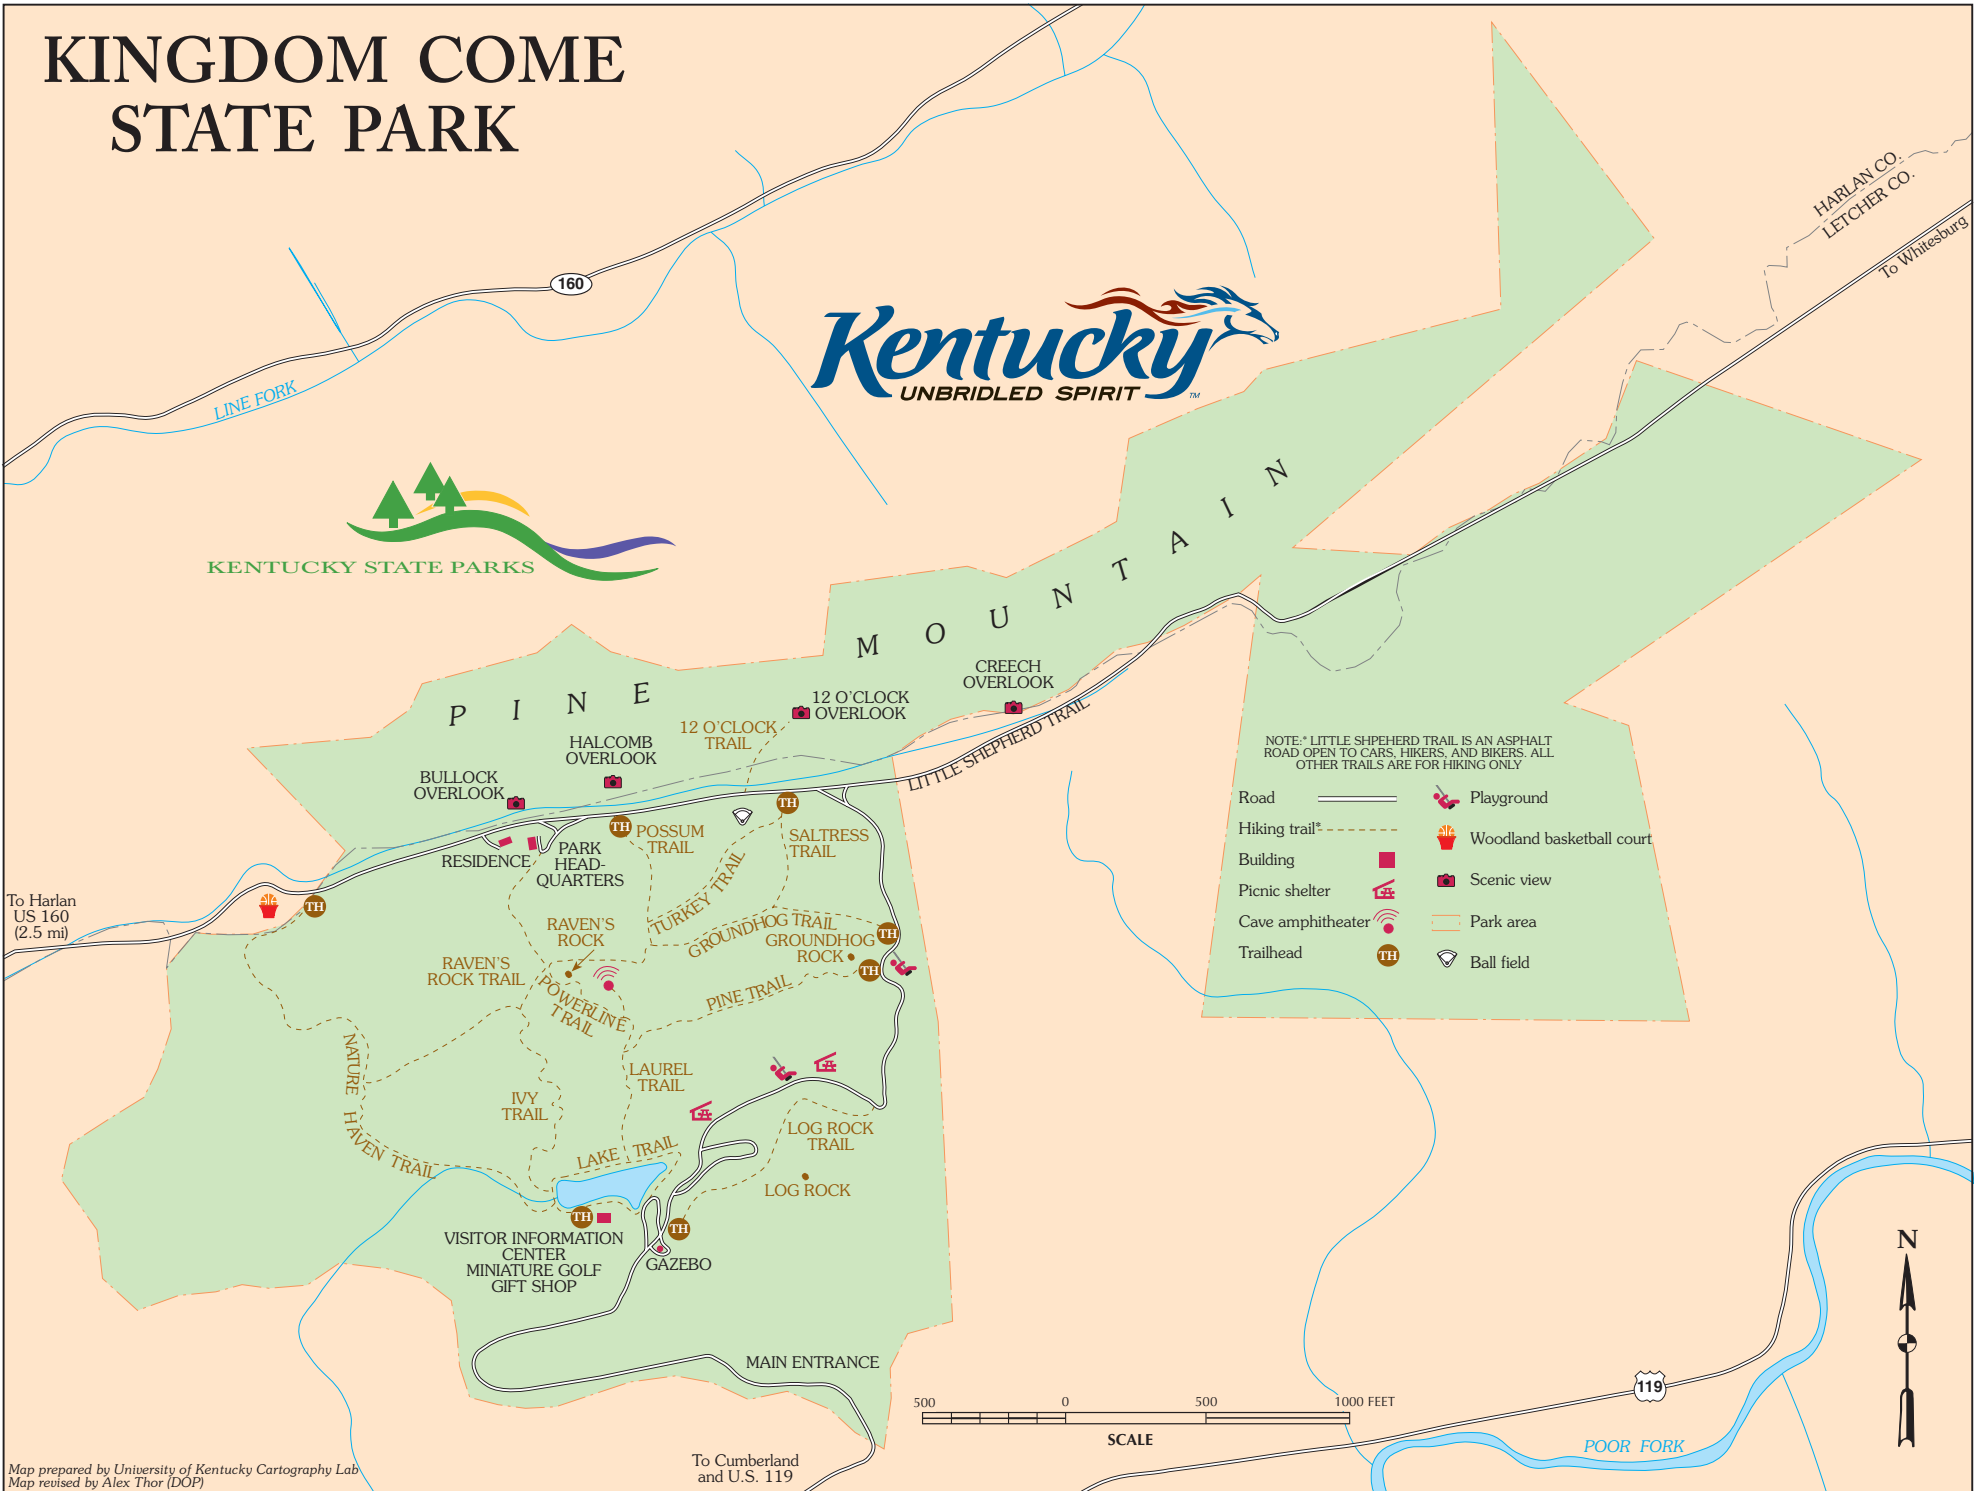 KINGDOM COME
STATE PARK
160
LINE FORK
HARLAN CO.
LETCHER CO.
To Whitesburg
Kentucky
UNBRIDLED SPIRIT
TM
KENTUCKY STATE PARKS
PINE MOUNTAIN
CREECH
OVERLOOK
12 O'CLOCK
OVERLOOK
12 O'CLOCK
TRAIL
HALCOMB
OVERLOOK
BULLOCK
OVERLOOK
LITTLE SHEPHERD TRAIL
NOTE:* LITTLE SHPEHERD TRAIL IS AN ASPHALT
ROAD OPEN TO CARS, HIKERS, AND BIKERS. ALL
OTHER TRAILS ARE FOR HIKING ONLY
Road
Hiking trail*
Building
Picnic shelter
Cave amphitheater
Trailhead
TH
Playground
Woodland basketball court
Scenic view
Park area
Ball field
TH
TH
POSSUM
TRAIL
SALTRESS
TRAIL
RESIDENCE
PARK
HEAD-
QUARTERS
TURKEY TRAIL
To Harlan
US 160
(2.5 mi)
TH
RAVEN'S
ROCK
GROUNDHOG TRAIL
TH
GROUNDHOG
ROCK
TH
RAVEN'S
ROCK TRAIL
POWERLINE
TRAIL
PINE TRAIL
NATURE HAVEN TRAIL
LAUREL
TRAIL
IVY
TRAIL
LOG ROCK
TRAIL
LAKE TRAIL
LOG ROCK
TH
TH
VISITOR INFORMATION
CENTER
MINIATURE GOLF
GIFT SHOP
GAZEBO
N
MAIN ENTRANCE
119
500 0 500 1000 FEET
SCALE
POOR FORK
To Cumberland
and U.S. 119
Map prepared by University of Kentucky Cartography Lab
Map revised by Alex Thor (DOP)